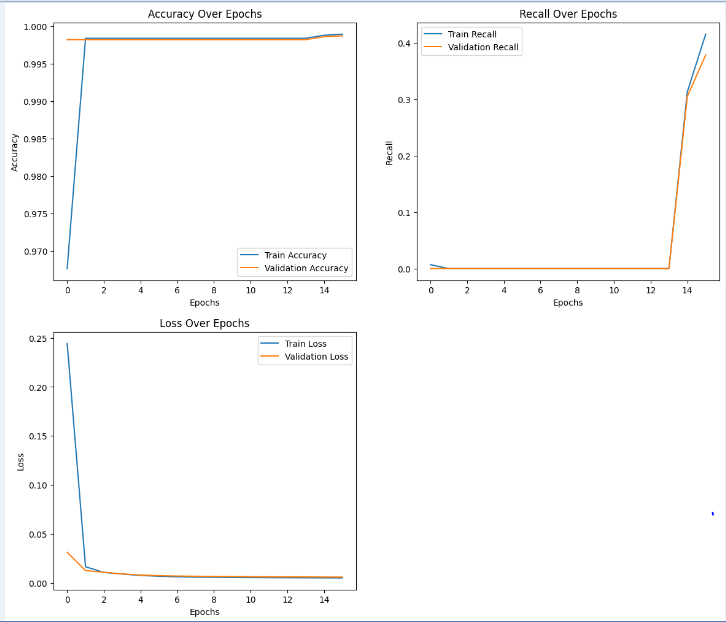 Accuracy Over Epochs
1.000
0.995
0.990
0.985
0.980
0.975
0.970
Accuracy
Train Accuracy
Validation Accuracy
0 2 4 6 8 10 12 14
Epochs
Recall Over Epochs
Train Recall
Validation Recall
0.4
0.3
0.2
0.1
0.0
Recall
0 2 4 6 8 10 12 14
Epochs
Loss Over Epochs
Train Loss
Validation Loss
0.25
0.20
0.15
0.10
0.05
0.00
Loss
0 2 4 6 8 10 12 14
Epochs